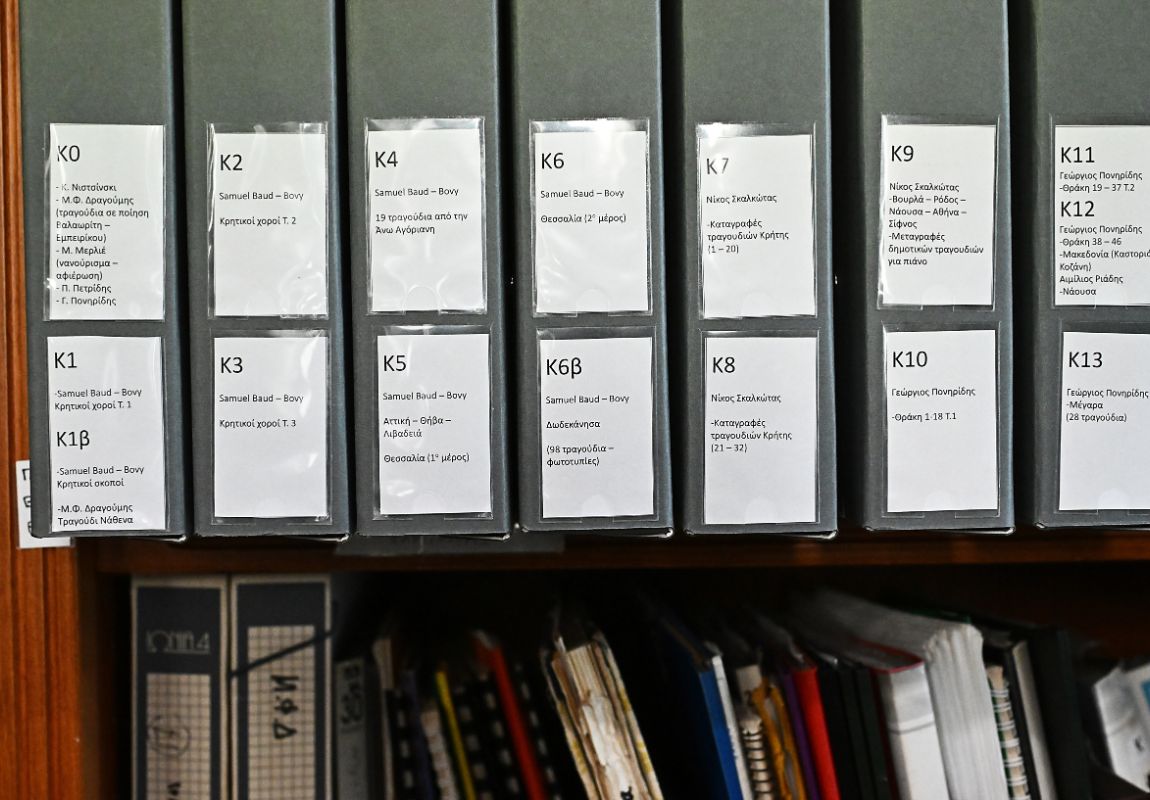 K0
- Κ. Νιστσίνσκι
- Μ.Φ. Δραγούμης
(τραγούδια σε ποίηση
Βαλαωρίτη –
Εμπειρίκου)
- Μ. Μερλιέ
(νανούρισμα –
αφιέρωση)
- Π. Πετρίδης
- Γ. Πονηρίδης
K1
-Samuel Baud – Bovy
Κρητικοί χοροί Τ. 1
K1β
-Samuel Baud – Bovy
Κρητικοί σκοποί
-Μ.Φ. Δραγούμης
Τραγούδι Νάθενα
K2
Samuel Baud – Bovy
Κρητικοί χοροί Τ. 2
K3
Samuel Baud – Bovy
Κρητικοί χοροί Τ. 3
K4
Samuel Baud – Bovy
19 τραγούδια από την
Άνω Αγόριανη
K5
Samuel Baud – Bovy
Αττική – Θήβα –
Λιβαδειά
Θεσσαλία (1° μέρος)
K6
Samuel Baud – Bovy
Θεσσαλία (2° μέρος)
K6β
Samuel Baud – Bovy
Δωδεκάνησα
(98 τραγούδια –
φωτοτυπίες)
K7
Νίκος Σκαλκώτας
-Καταγραφές
τραγουδιών Κρήτης
(1 – 20)
K8
Νίκος Σκαλκώτας
-Καταγραφές
τραγουδιών Κρήτης
(21 – 32)
K9
Νίκος Σκαλκώτας
-Βουρλά – Ρόδος –
Νάουσα – Αθήνα –
Σίφνος
-Μεταγραφές
δημοτικών τραγουδιών
για πιάνο
K10
Γεώργιος Πονηρίδης
-Θράκη 1-18 Τ.1
K11
Γεώργιος Πονηρίδης
-Θράκη 19 – 37 Τ.2
K12
Γεώργιος Πονηρίδης
-Θράκη 38 – 46
-Μακεδονία (Καστοριά
Κοζάνη)
Αιμίλιος Ριάδης
-Νάουσα
K13
Γεώργιος Πονηρίδης
-Μέγαρα
(28 τραγούδια)